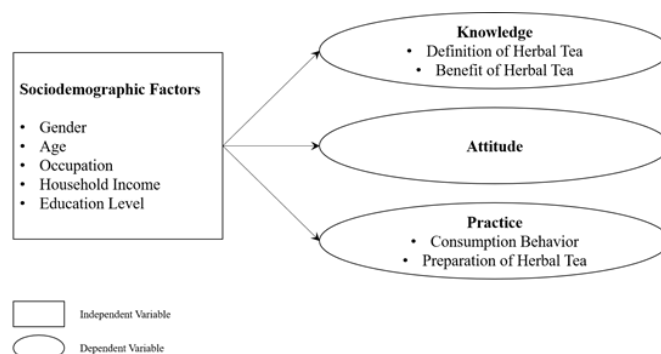 Sociodemographic Factors
• Gender
• Age
• Occupation
• Household Income
• Education Level
Knowledge
• Definition of Herbal Tea
• Benefit of Herbal Tea
Attitude
Practice
• Consumption Behavior
• Preparation of Herbal Tea
Independent Variable
Dependent Variable